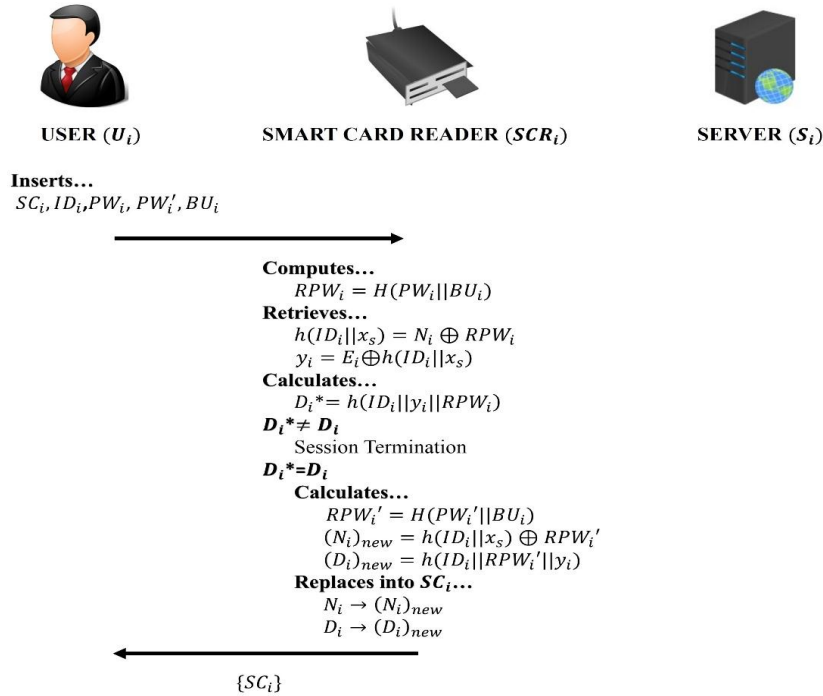 USER (𝑼𝒊)
SMART CARD READER (𝑺𝑪𝑹𝒊)
SERVER (𝑺𝒊)
Inserts…
SCᵢ, IDᵢ, PWᵢ, PWᵢ′, BUᵢ
Computes…
RPWᵢ = H(PWᵢ||BUᵢ)
Retrieves…
h(IDᵢ||xₛ) = Nᵢ ⊕ RPWᵢ
yᵢ = Eᵢ⊕h(IDᵢ||xₛ)
Calculates…
Dᵢ*= h(IDᵢ||yᵢ||RPWᵢ)
Dᵢ*≠ Dᵢ
Session Termination
Dᵢ*=Dᵢ
Calculates…
RPWᵢ′ = H(PWᵢ′||BUᵢ)
(Nᵢ)new = h(IDᵢ||xₛ) ⊕ RPWᵢ′
(Dᵢ)new = h(IDᵢ||RPWᵢ′||yᵢ)
Replaces into SCᵢ…
Nᵢ → (Nᵢ)new
Dᵢ → (Dᵢ)new
{SCᵢ}